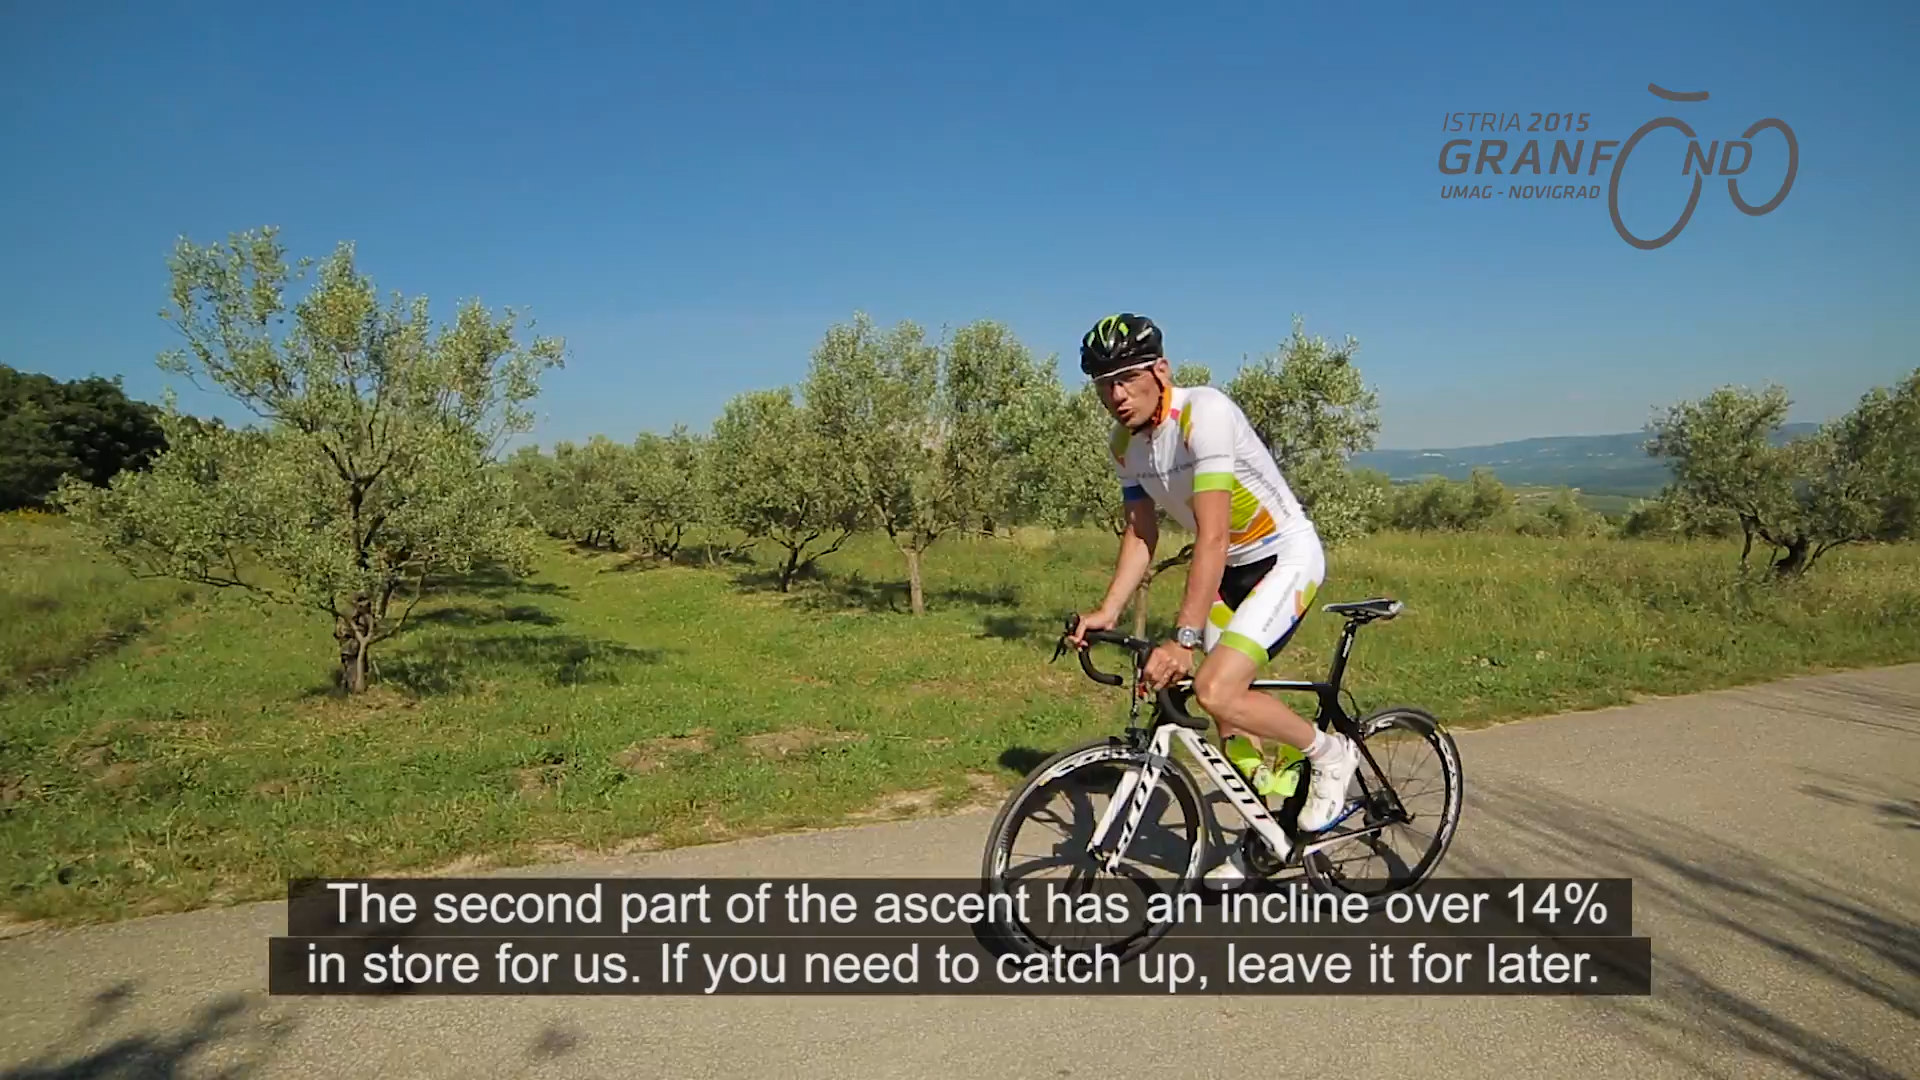 ISTRIA 2015
GRANFONDO
UMAG - NOVIGRAD
SCOTT
The second part of the ascent has an incline over 14%
in store for us. If you need to catch up, leave it for later.